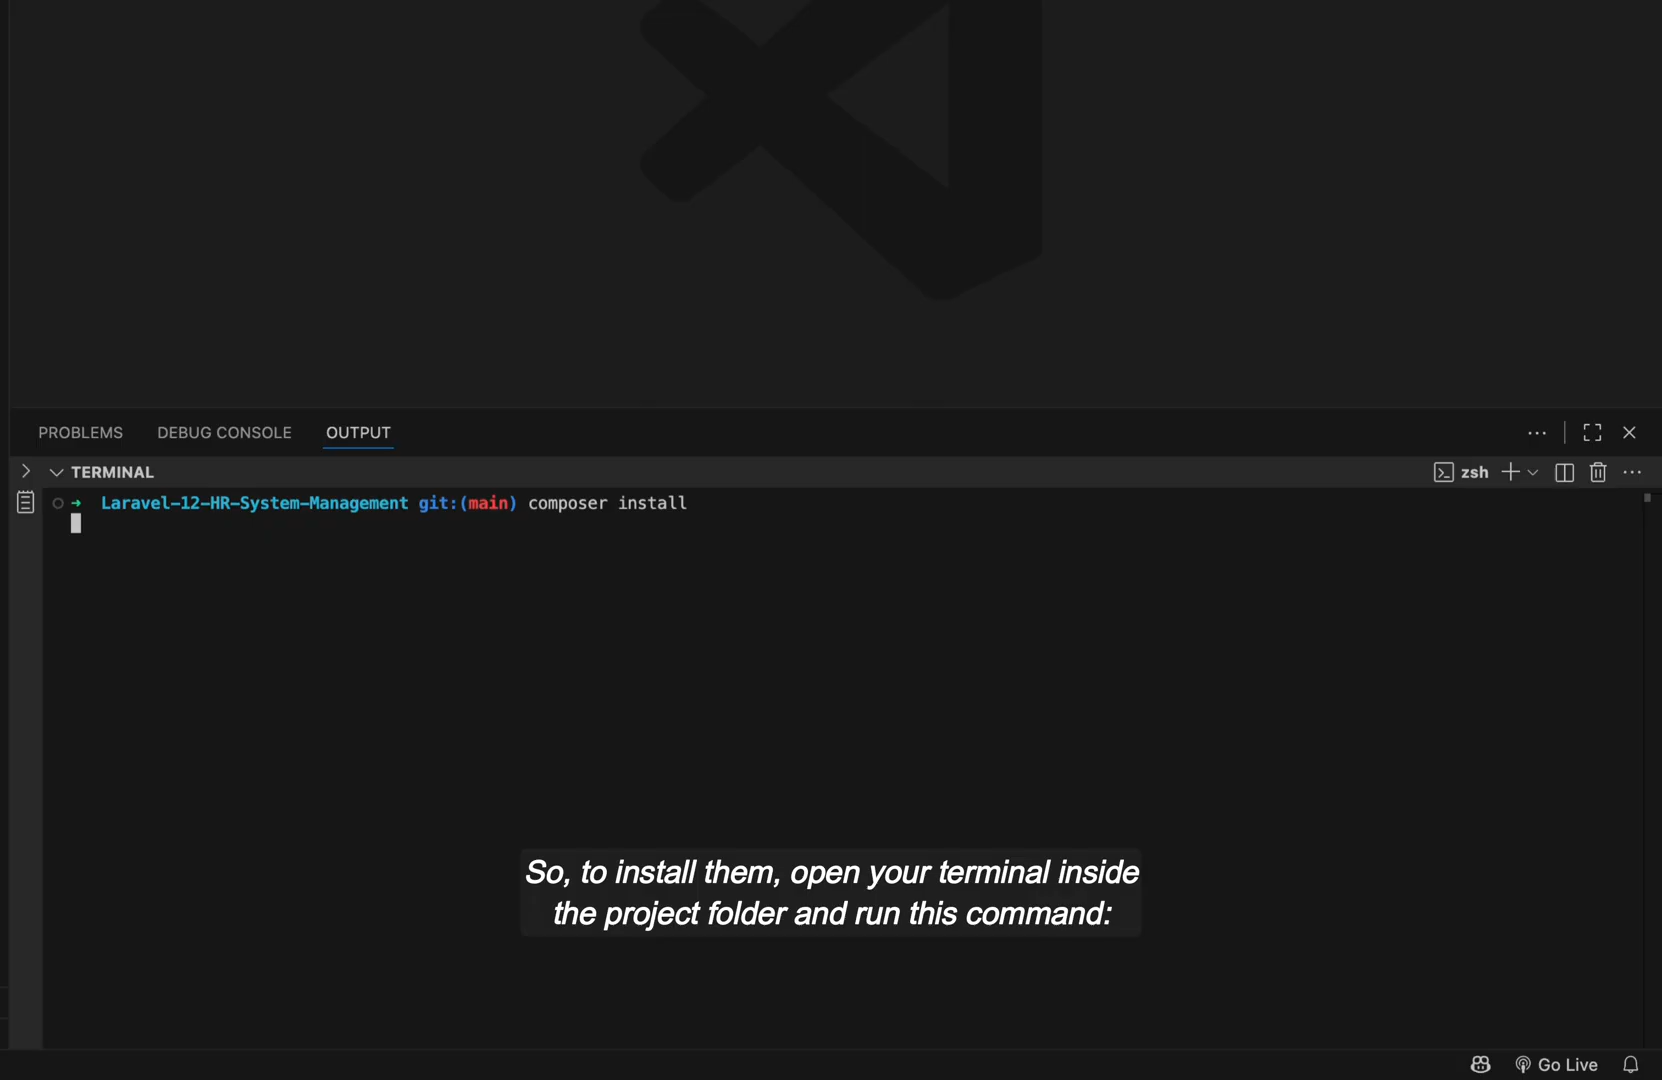 PROBLEMS DEBUG CONSOLE OUTPUT
TERMINAL zsh
➜ Laravel-12-HR-System-Management git:(main) composer install
So, to install them, open your terminal inside
the project folder and run this command:
Go Live